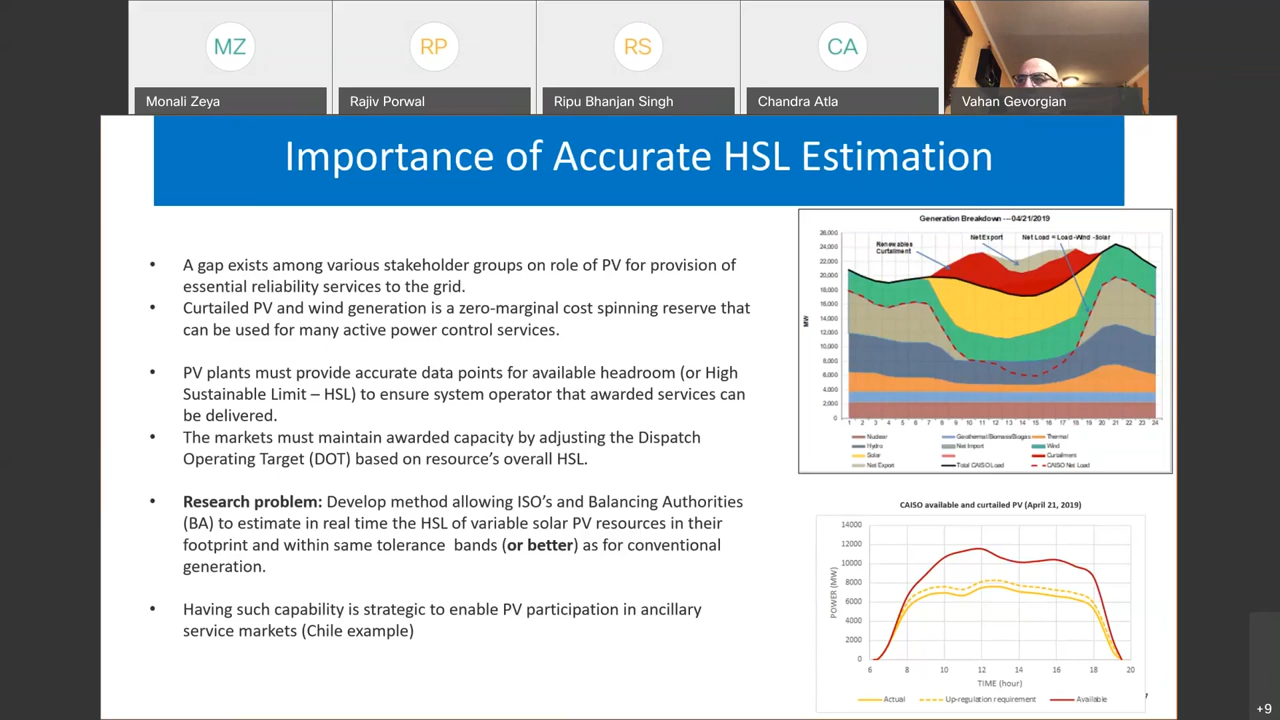 MZ
RP
RS
CA
Monali Zeya
Rajiv Porwal
Ripu Bhanjan Singh
Chandra Atla
Vahan Gevorgian
Importance of Accurate HSL Estimation
• A gap exists among various stakeholder groups on role of PV for provision of
essential reliability services to the grid.
• Curtailed PV and wind generation is a zero-marginal cost spinning reserve that
can be used for many active power control services.
• PV plants must provide accurate data points for available headroom (or High
Sustainable Limit – HSL) to ensure system operator that awarded services can
be delivered.
• The markets must maintain awarded capacity by adjusting the Dispatch
Operating Target (DOT) based on resource's overall HSL.
• Research problem: Develop method allowing ISO's and Balancing Authorities
(BA) to estimate in real time the HSL of variable solar PV resources in their
footprint and within same tolerance bands (or better) as for conventional
generation.
• Having such capability is strategic to enable PV participation in ancillary
service markets (Chile example)
Generation Breakdown --- 04/21/2019
Renewables
Curtailment
Net Export
Net Load = Load -Wind -Solar
MW
26,000
24,000
22,000
20,000
18,000
16,000
14,000
12,000
10,000
8,000
6,000
4,000
2,000
0
1 2 3 4 5 6 7 8 9 10 11 12 13 14 15 16 17 18 19 20 21 22 23 24
Nuclear
Geothermal/Biomass/Biogas
Thermal
Hydro
Net Import
Wind
Solar
Curtailment
Net Export
Total CAISO Load
CAISO Net Load
CAISO available and curtailed PV (April 21, 2019)
POWER (MW)
14000
12000
10000
8000
6000
4000
2000
0
6 8 10 12 14 16 18 20
TIME (hour)
Actual
Up-regulation requirement
Available
7
+9